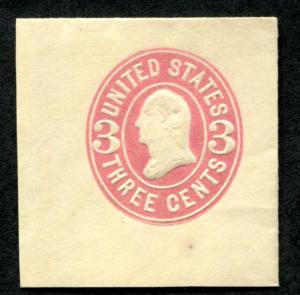 UNITED STATES
3 3
THREE CENTS